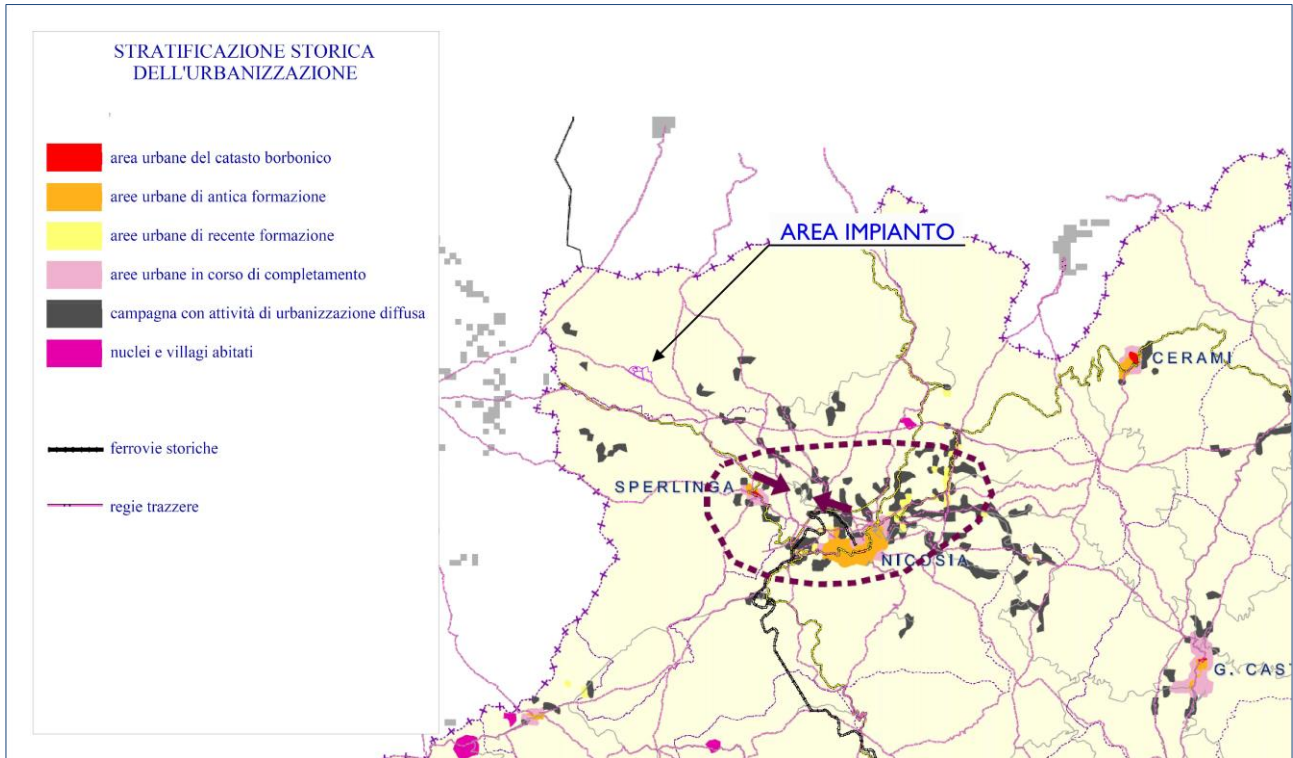 STRATIFICAZIONE STORICA
DELL'URBANIZZAZIONE
area urbane del catasto borbonico
aree urbane di antica formazione
aree urbane di recente formazione
aree urbane in corso di completamento
campagna con attività di urbanizzazione diffusa
nuclei e villagi abitati
ferrovie storiche
regie trazzere
AREA IMPIANTO
CERAMI
SPERLINGA
NICOSIA
G. CAST